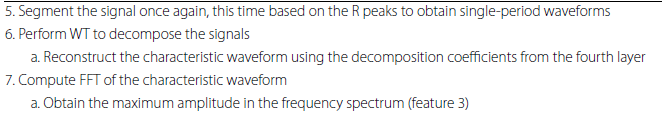 5. Segment the signal once again, this time based on the R peaks to obtain single-period waveforms
6. Perform WT to decompose the signals
a. Reconstruct the characteristic waveform using the decomposition coefficients from the fourth layer
7. Compute FFT of the characteristic waveform
a. Obtain the maximum amplitude in the frequency spectrum (feature 3)